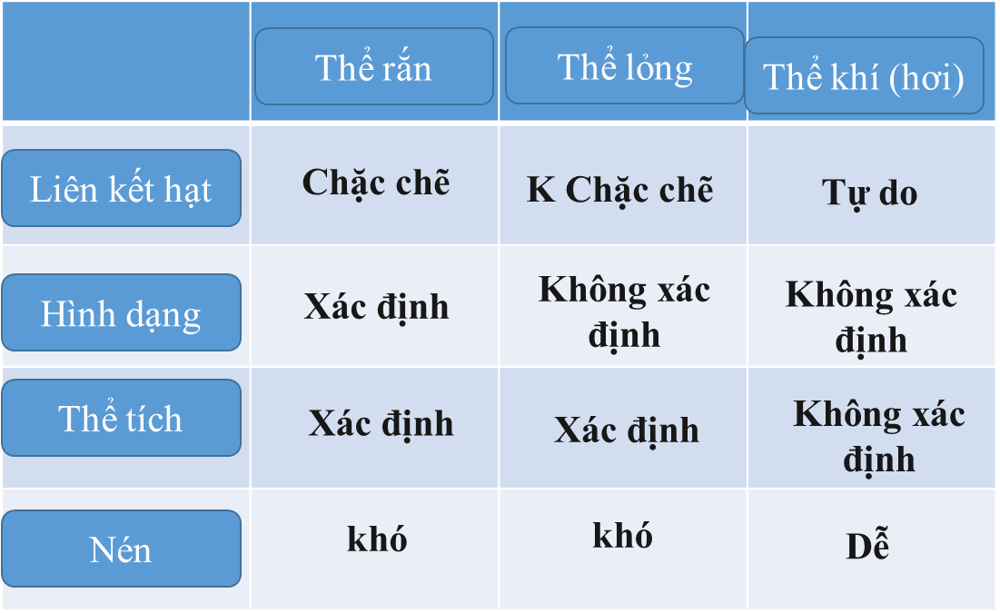 Thể rắn
Thể lỏng
Thể khí (hơi)
Liên kết hạt
Chặc chẽ
K Chặc chẽ
Tự do
Hình dạng
Xác định
Không xác
định
Không xác
định
Thể tích
Xác định
Xác định
Không xác
định
Nén
khó
khó
Dễ